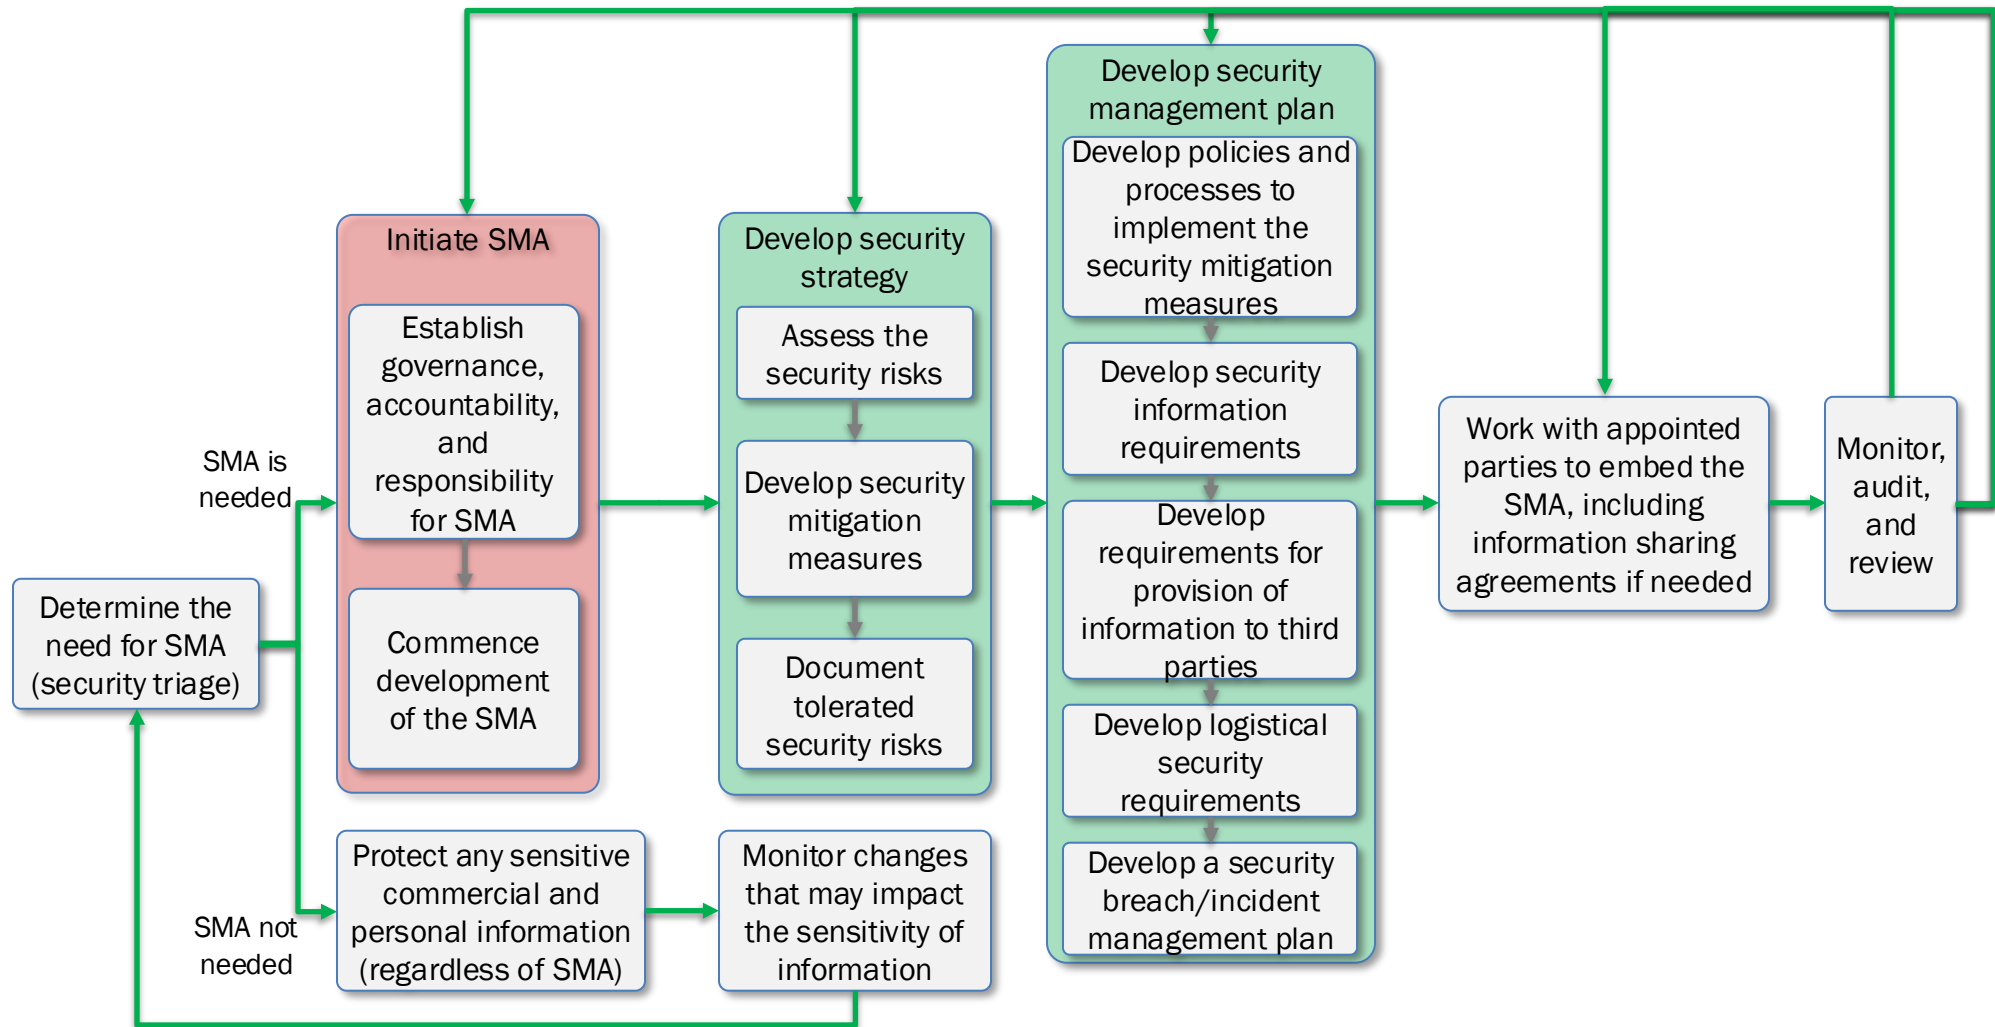 Determine the
need for SMA
(security triage)
SMA is
needed
SMA not
needed
Initiate SMA
Establish
governance,
accountability,
and
responsibility
for SMA
Commence
development
of the SMA
Protect any sensitive
commercial and
personal information
(regardless of SMA)
Monitor changes
that may impact
the sensitivity of
information
Develop security
strategy
Assess the
security risks
Develop security
mitigation
measures
Document
tolerated
security risks
Develop security
management plan
Develop policies and
processes to
implement the
security mitigation
measures
Develop security
information
requirements
Develop
requirements for
provision of
information to third
parties
Develop logistical
security
requirements
Develop a security
breach/incident
management plan
Work with appointed
parties to embed the
SMA, including
information sharing
agreements if needed
Monitor,
audit,
and
review